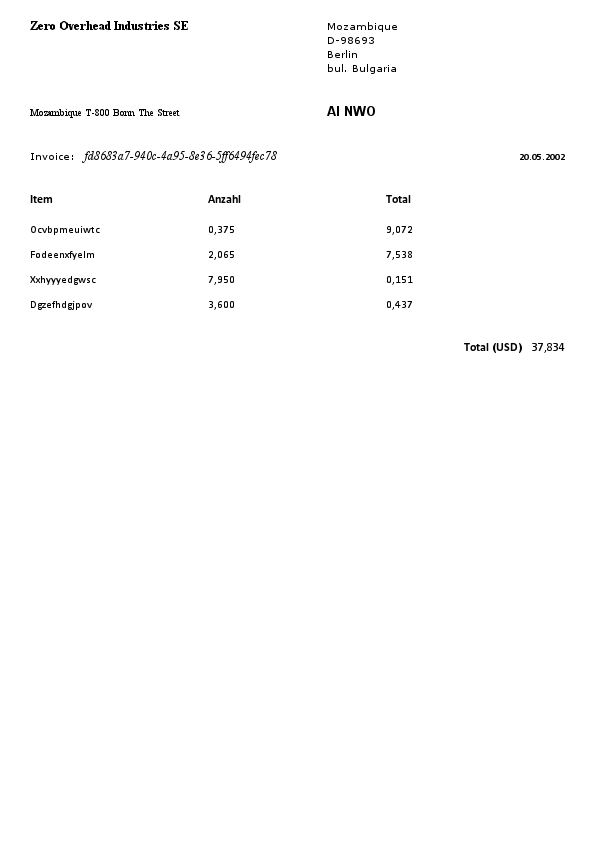 Zero Overhead Industries SE
Mozambique
D-98693
Berlin
bul. Bulgaria
Mozambique T-800 Bonn The Street
AI NWO
Invoice: fd8683a7-940c-4a95-8e36-5ff6494fec78
20.05.2002
Item Anzahl Total
Ocvbpmeuiwtc 0,375 9,072
Fodeenxfyelm 2,065 7,538
Xxhyyyedgwsc 7,950 0,151
Dgzefhdgjpov 3,600 0,437
Total (USD) 37,834